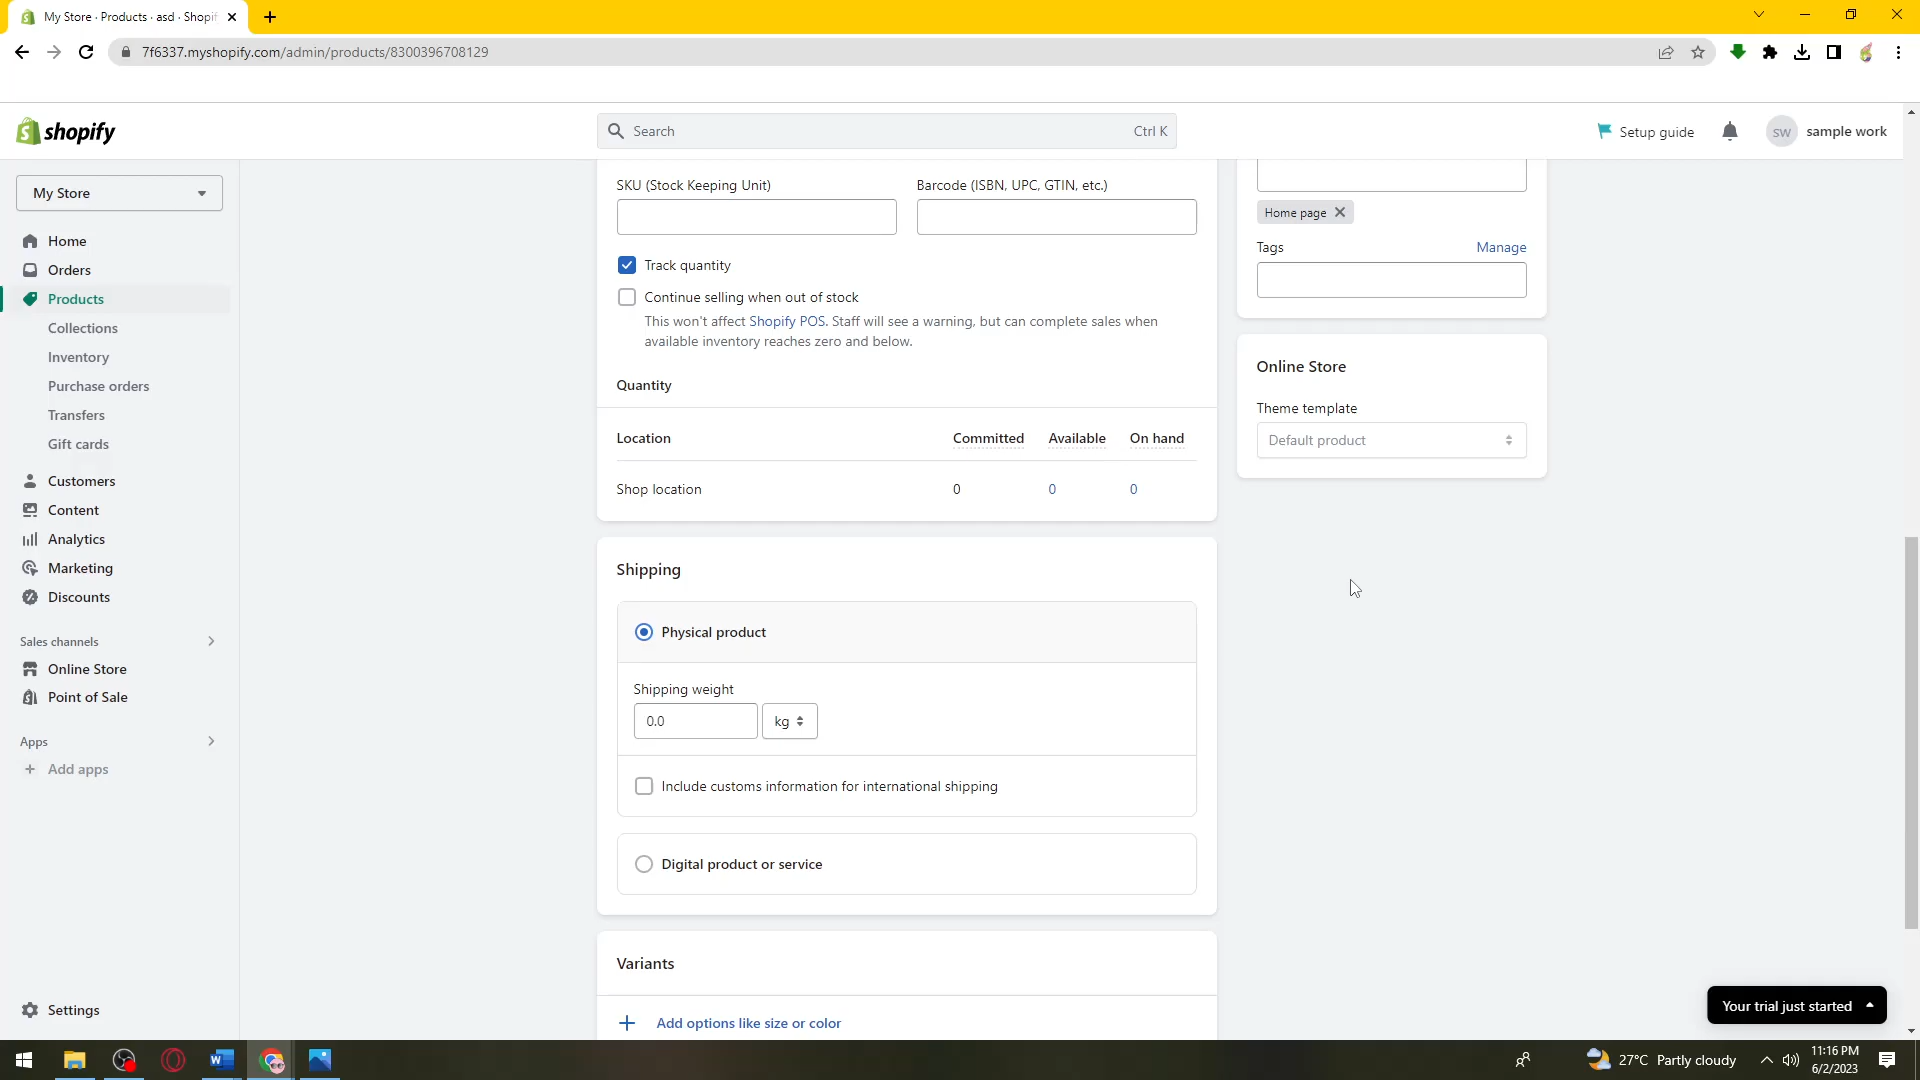 My Store · Products · asd · Shopif
7f6337.myshopify.com/admin/products/8300396708129
shopify
Search
Ctrl K
Setup guide
SW
sample work
My Store
Home
Orders
Products
Collections
Inventory
Purchase orders
Transfers
Gift cards
Customers
Content
Analytics
Marketing
Discounts
Sales channels
Online Store
Point of Sale
Apps
Add apps
Settings
SKU (Stock Keeping Unit)
Barcode (ISBN, UPC, GTIN, etc.)
Track quantity
Continue selling when out of stock
This won't affect Shopify POS. Staff will see a warning, but can complete sales when
available inventory reaches zero and below.
Quantity
Location
Committed
Available
On hand
Shop location
0
0
0
Shipping
Physical product
Shipping weight
0.0
kg
Include customs information for international shipping
Digital product or service
Variants
Add options like size or color
Home page
Tags
Manage
Online Store
Theme template
Default product
Your trial just started
27°C Partly cloudy
11:16 PM
6/2/2023